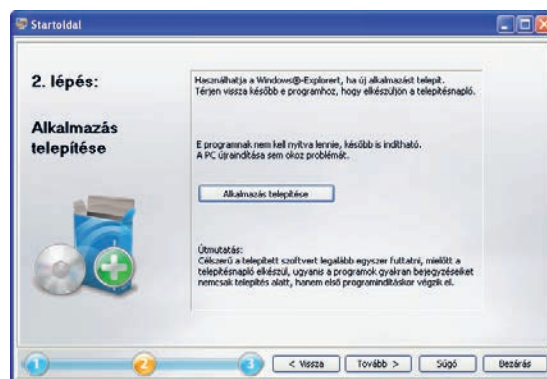 Startoldal
2. lépés:
Alkalmazás
telepítése
Használhatja a Windows®-Explorert, ha új alkalmazást telepít.
Térjen vissza később e programhoz, hogy elkészüljön a telepítésnapló.
E programnak nem kell nyitva lennie, később is indítható.
A PC újraindítása sem okoz problémát.
Alkalmazás telepítése
Útmutatás:
Célszerű a telepített szoftvert legalább egyszer futtatni, mielőtt a
telepítésnapló elkészül, ugyanis a programok gyakran bejegyzéseiket
nemcsak telepítés alatt, hanem első programindításkor végzik el.
1 2 3 < Vissza Tovább > Súgó Bezárás